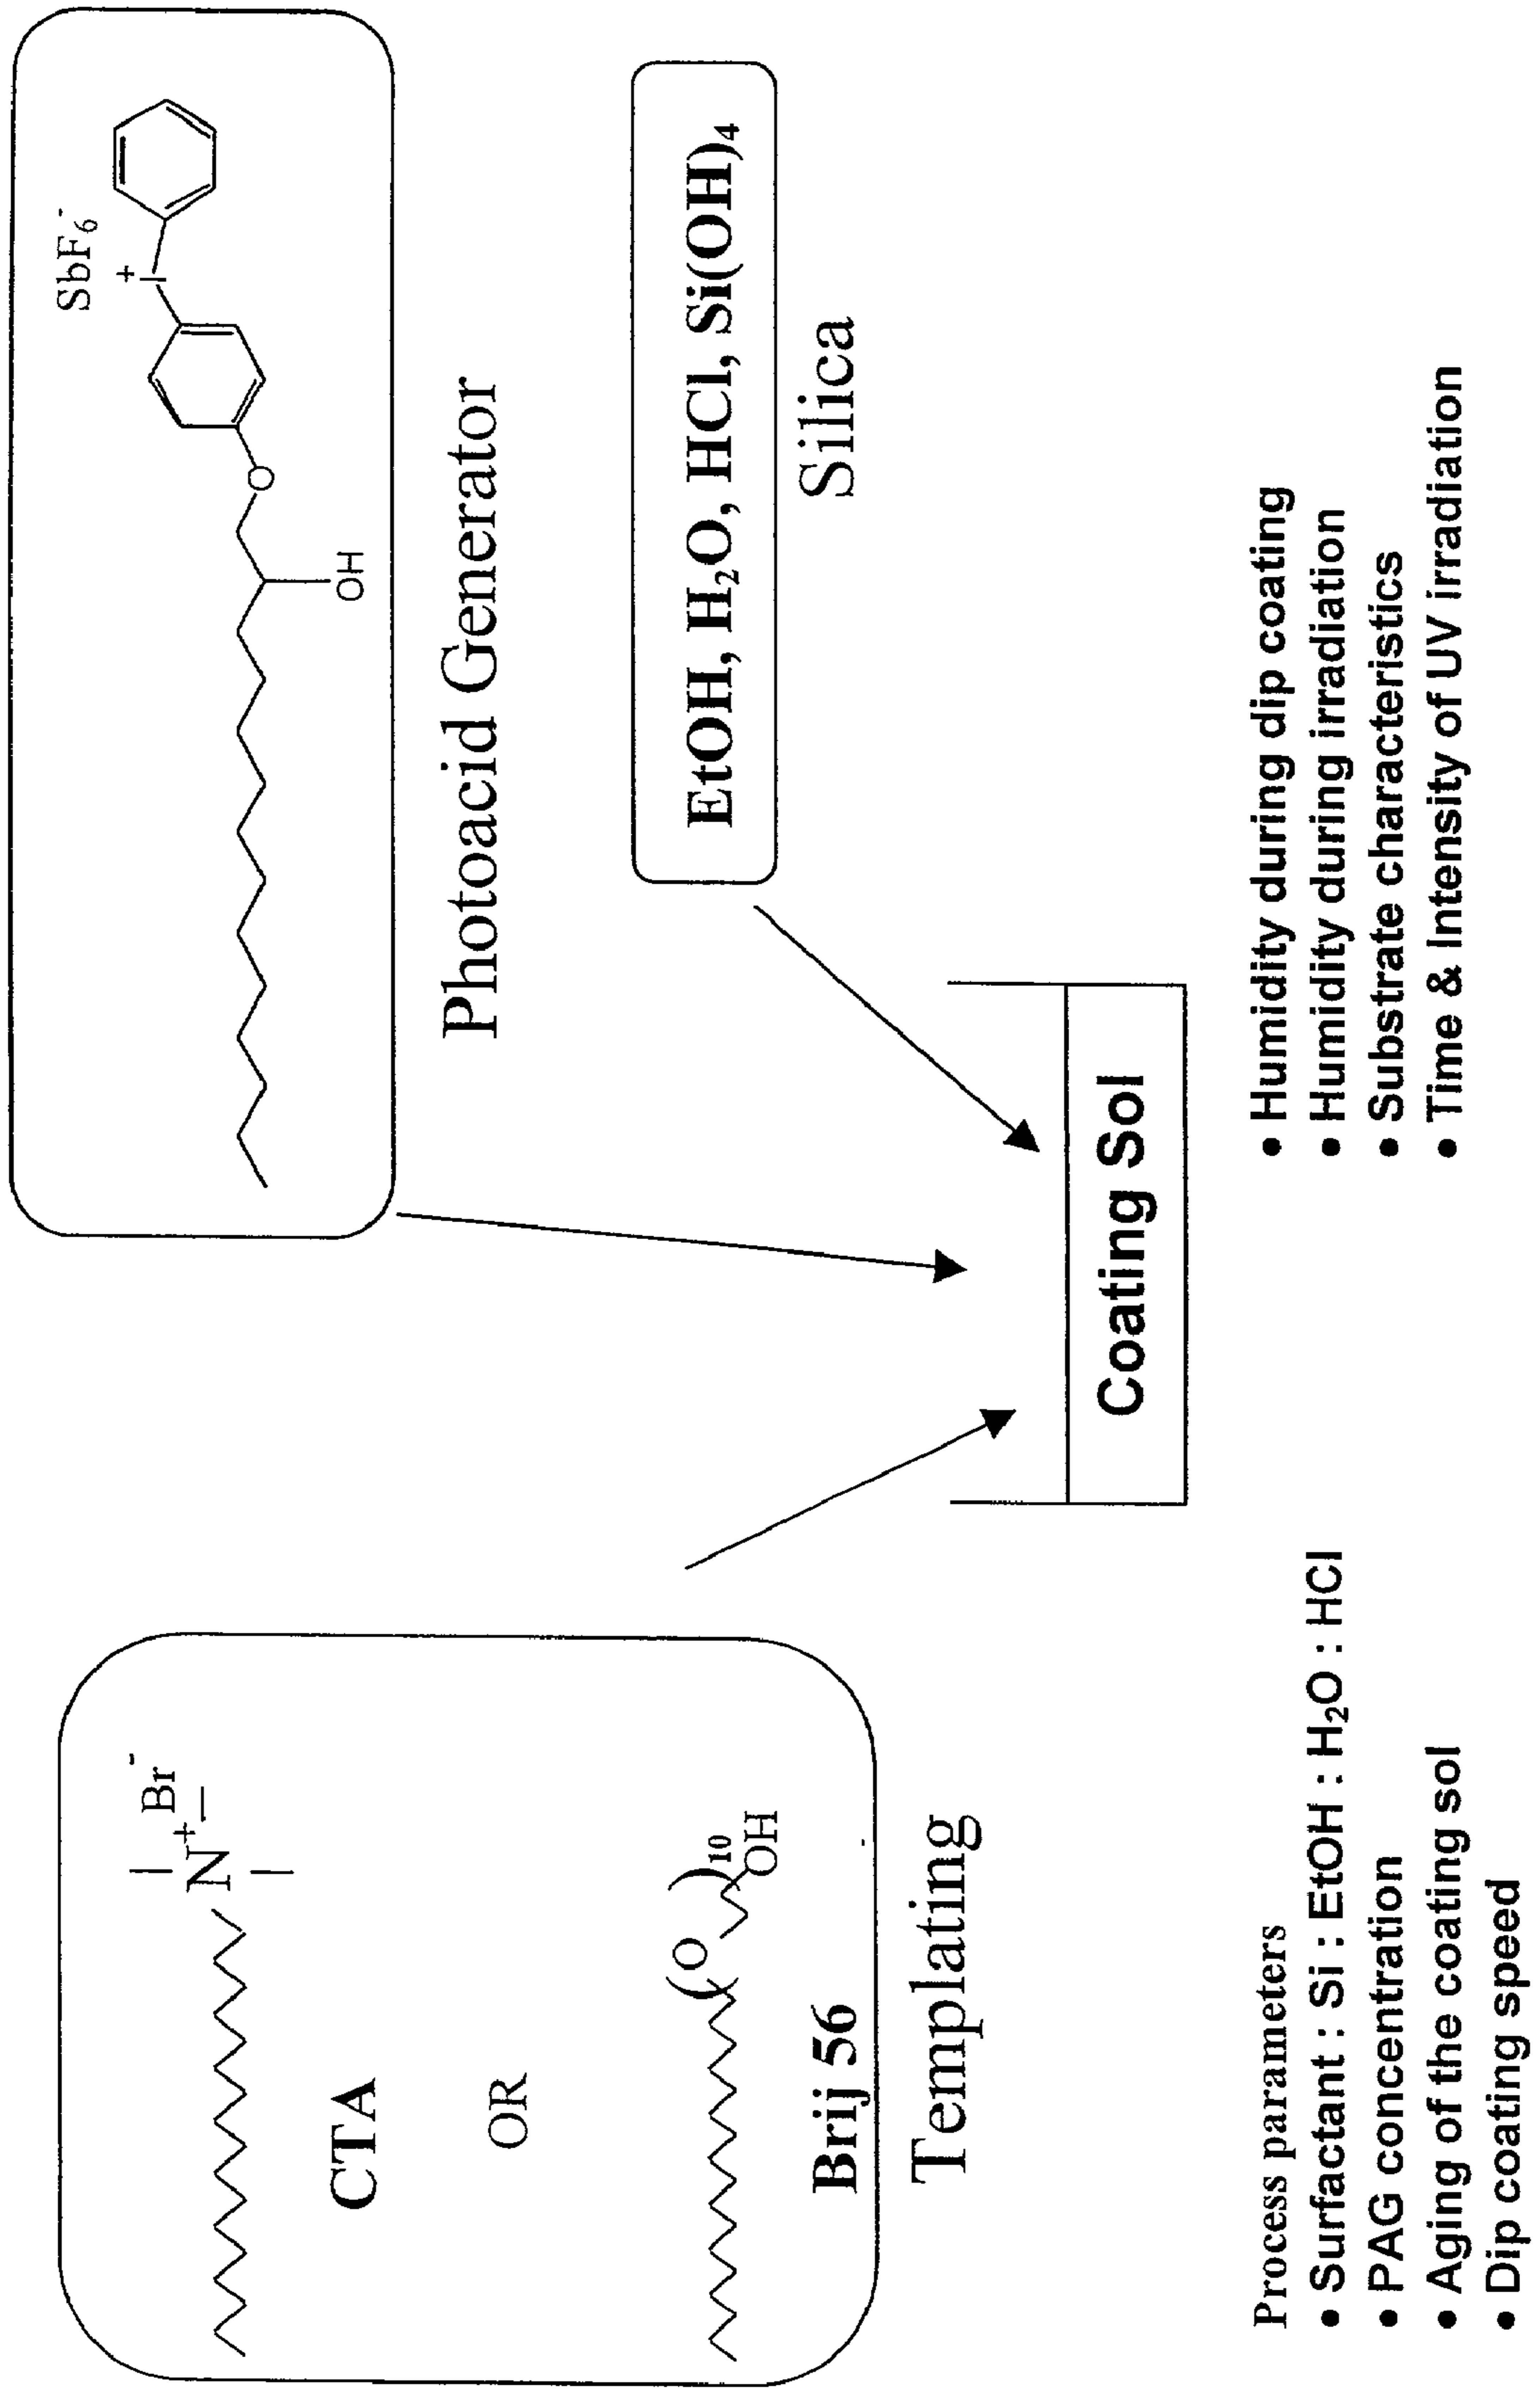 Br-
N+
CTA
OR
(O)10
OH
Brij 56
Templating
SbF6-
I+
O
OH
Photoacid Generator
EtOH, H2O, HCl, Si(OH)4
Silica
Coating Sol
Process parameters
• Surfactant : Si : EtOH : H2O : HCl
• PAG concentration
• Aging of the coating sol
• Dip coating speed
• Humidity during dip coating
• Humidity during irradiation
• Substrate characteristics
• Time & Intensity of UV irradiation